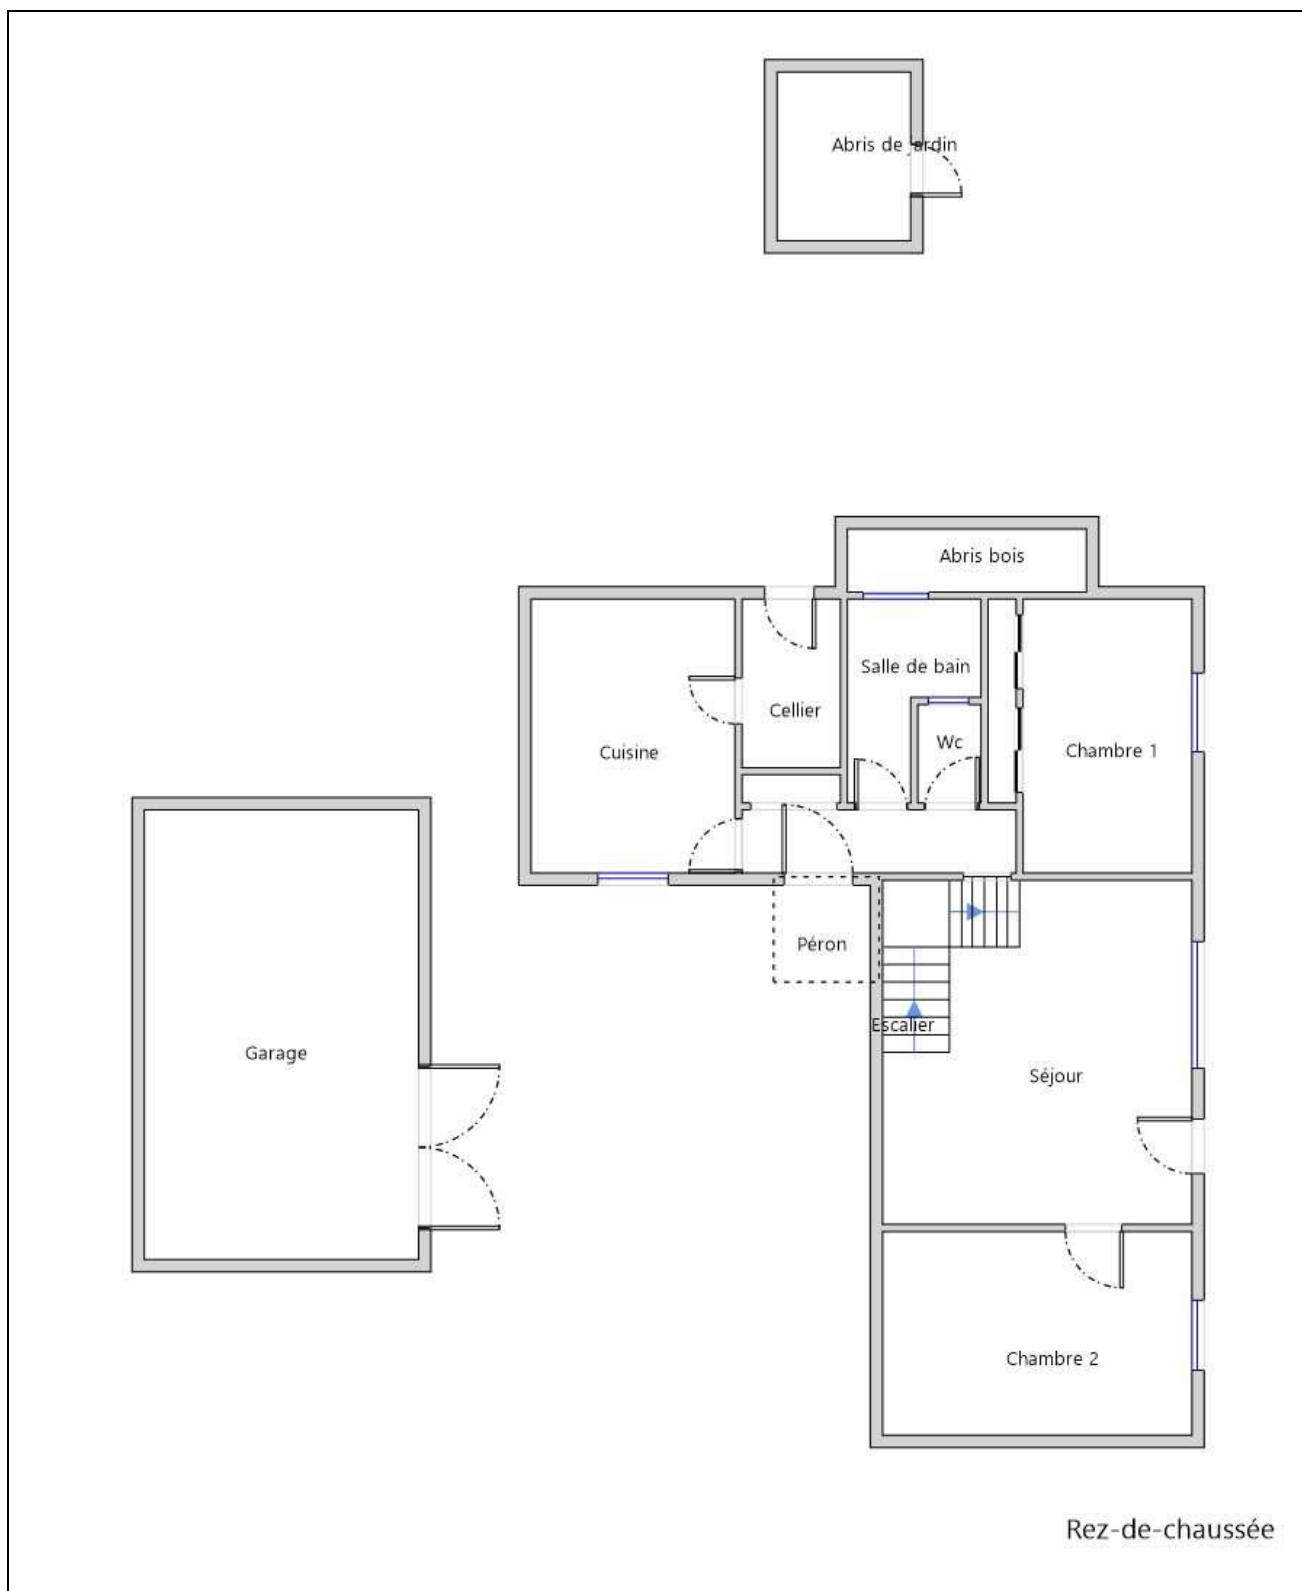 Abris de jardin
Abris bois
Salle de bain
Cellier
Wc
Cuisine
Chambre 1
Péron
Escalier
Garage
Séjour
Chambre 2
Rez-de-chaussée